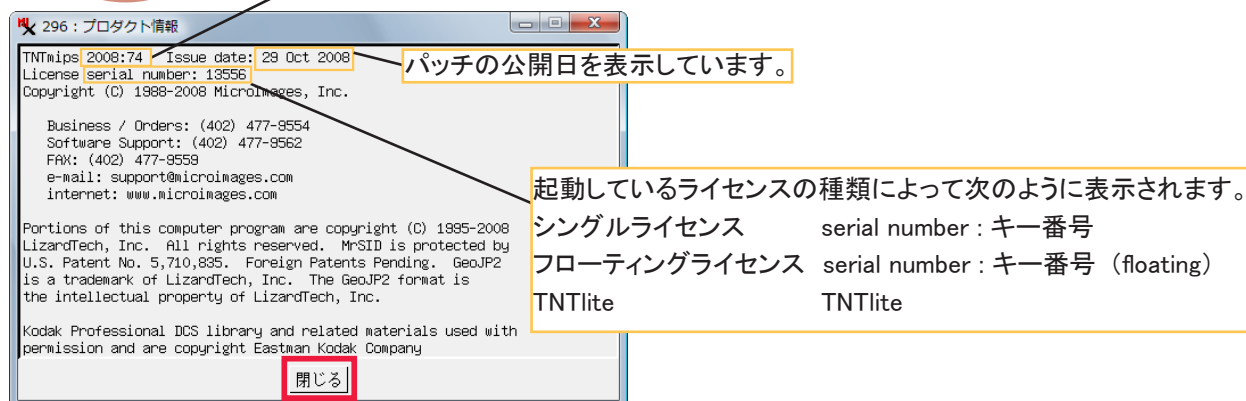 296 : プロダクト情報
TNTmips 2008:74 Issue date: 29 Oct 2008
License serial number: 13556
Copyright (C) 1988-2008 MicroImages, Inc.
Business / Orders: (402) 477-9554
Software Support: (402) 477-9562
FAX: (402) 477-9559
e-mail: support@microimages.com
internet: www.microimages.com
Portions of this computer program are copyright (C) 1995-2008
LizardTech, Inc. All rights reserved. MrSID is protected by
U.S. Patent No. 5,710,835. Foreign Patents Pending. GeoJP2
is a trademark of LizardTech, Inc. The GeoJP2 format is
the intellectual property of LizardTech, Inc.
Kodak Professional DCS library and related materials used with
permission and are copyright Eastman Kodak Company
閉じる
パッチの公開日を表示しています。
起動しているライセンスの種類によって次のように表示されます。
シングルライセンス serial number : キー番号
フローティングライセンス serial number : キー番号 (floating)
TNTlite TNTlite